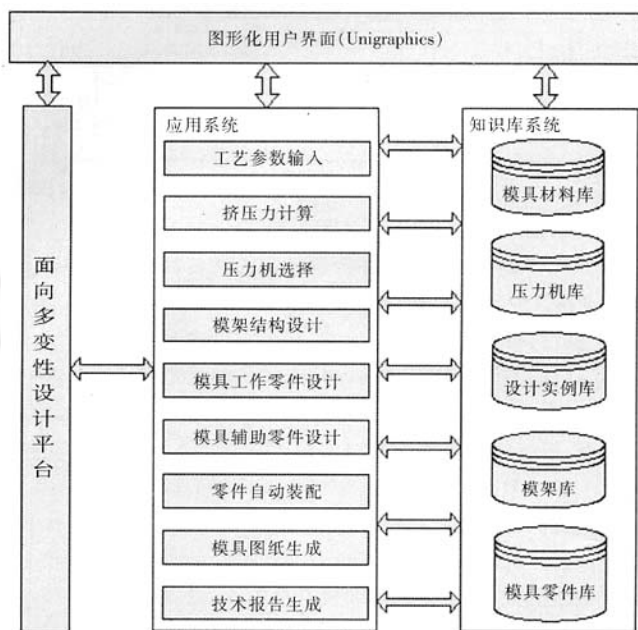 图形化用户界面(Unigraphics)
面向多变性设计平台
应用系统
工艺参数输入
挤压力计算
压力机选择
模架结构设计
模具工作零件设计
模具辅助零件设计
零件自动装配
模具图纸生成
技术报告生成
知识库系统
模具材料库
压力机库
设计实例库
模架库
模具零件库